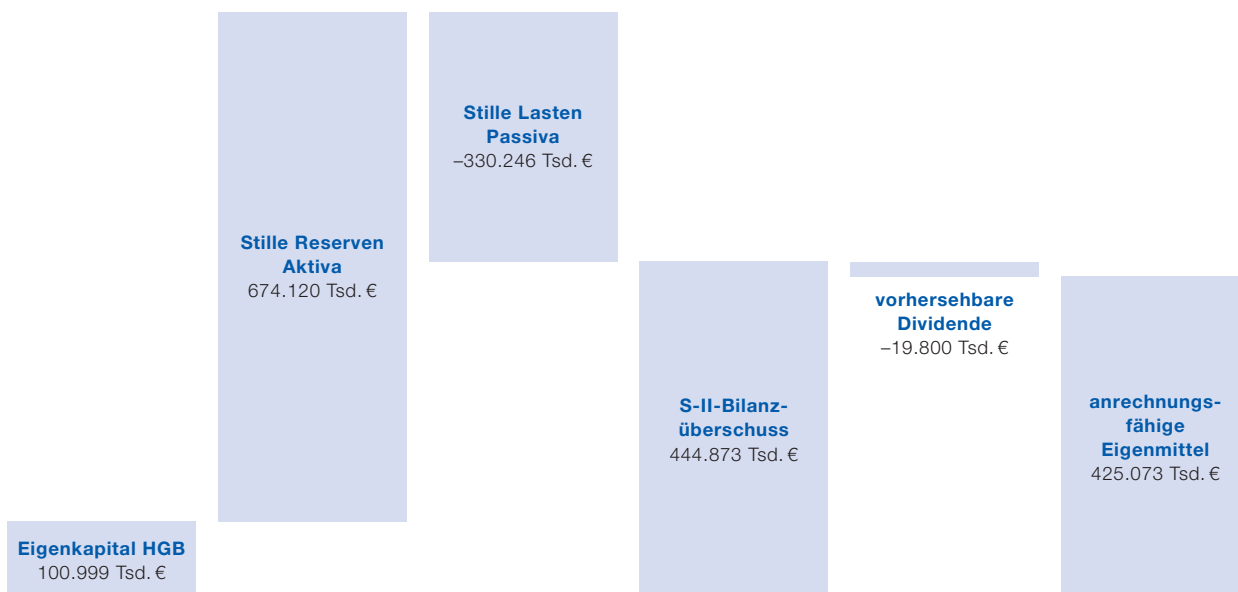 Eigenkapital HGB
100.999 Tsd. €
Stille Reserven
Aktiva
674.120 Tsd. €
Stille Lasten
Passiva
–330.246 Tsd. €
S-II-Bilanz-
überschuss
444.873 Tsd. €
vorhersehbare
Dividende
–19.800 Tsd. €
anrechnungs-
fähige
Eigenmittel
425.073 Tsd. €